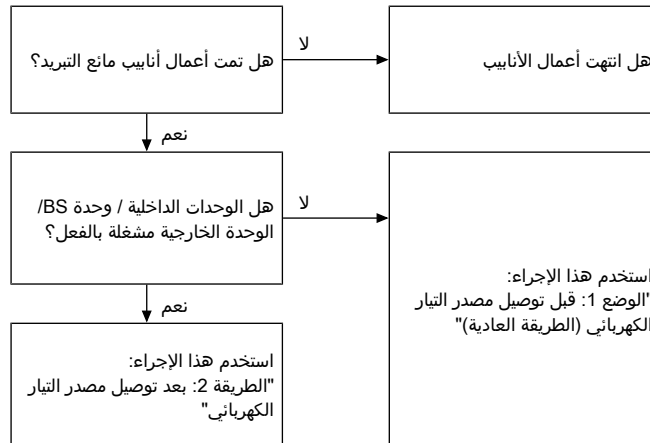 هل تمت أعمال أنابيب مائع التبريد؟
لا
هل انتهت أعمال الأنابيب
نعم
هل الوحدات الداخلية / وحدة BS/
الوحدة الخارجية مشغلة بالفعل؟
لا
استخدم هذا الإجراء:
"الوضع 1: قبل توصيل مصدر التيار
الكهربائي (الطريقة العادية)"
نعم
استخدم هذا الإجراء:
"الطريقة 2: بعد توصيل مصدر التيار
الكهربائي"